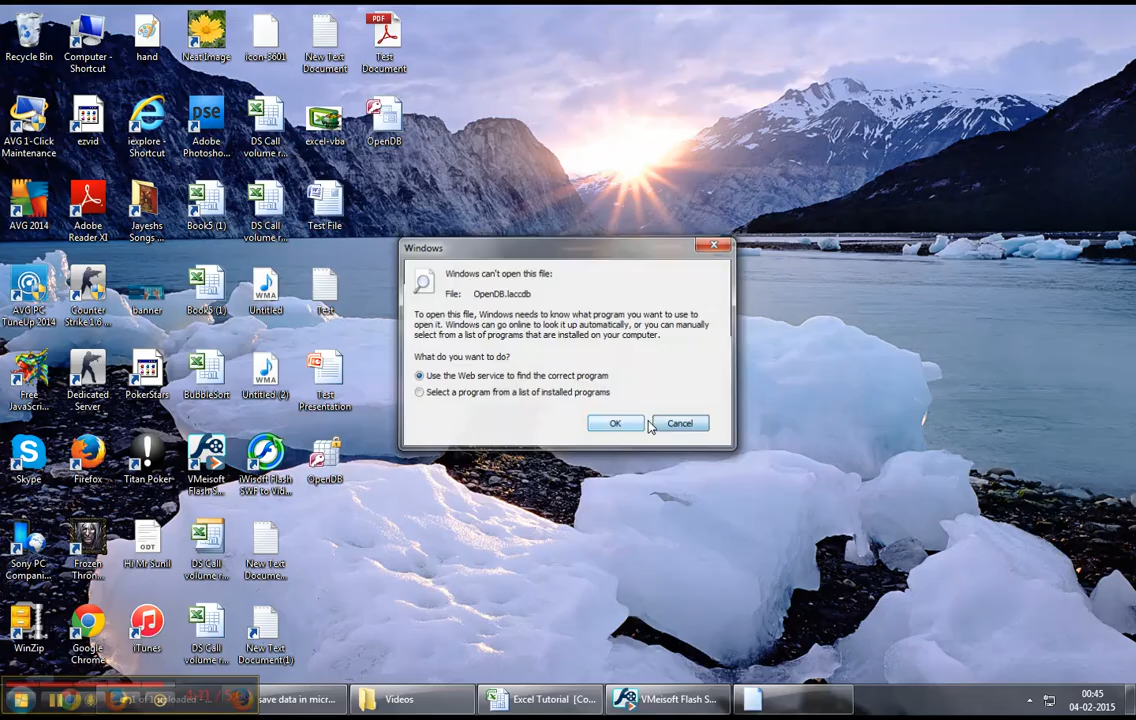 Recycle Bin
Computer -
Shortcut
hand
Neat Image
icon-3601
New Text
Document
PDF
Test
Document
AVG 1-Click
Maintenance
ezvid
iexplore -
Shortcut
pse
Adobe
Photosho...
DS Call
volume r...
excel-vba
OpenDB
AVG 2014
Adobe
Reader XI
Jayeshs
Songs ...
Book5 (1)
DS Call
volume r...
Test File
AVG PC
TuneUp 2014
Counter
Strike 1.6 ...
banner
Book5 (1)
WMA
Untitled
Test
Free
JavaScri...
Dedicated
Server
PokerStars
BubbleSort
WMA
Untitled (2)
Test
Presentation
Skype
Firefox
Titan Poker
VMeisoft
Flash S...
iWisoft Flash
SWF to Vid...
OpenDB
Sony PC
Compani...
Frozen
Thron...
ODT
Hi Mr Sunil
DS Call
volume r...
New Text
Docume...
WinZip
Google
Chrome
iTunes
DS Call
volume r...
New Text
Document(1)
Windows
Windows can't open this file:
File: OpenDB.laccdb
To open this file, Windows needs to know what program you want to use to
open it. Windows can go online to look it up automatically, or you can manually
select from a list of programs that are installed on your computer.
What do you want to do?
Use the Web service to find the correct program
Select a program from a list of installed programs
OK
Cancel
save data in micr...
Videos
Excel Tutorial [Co...
VMeisoft Flash S...
00:45
04-02-2015